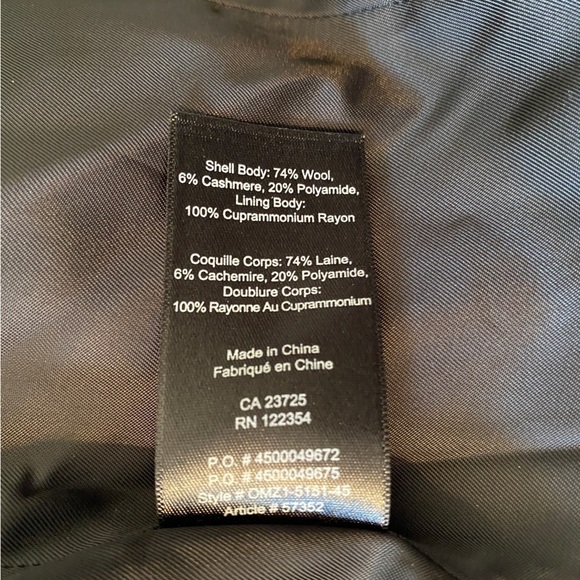 Shell Body: 74% Wool,
6% Cashmere, 20% Polyamide,
Lining Body:
100% Cuprammonium Rayon
Coquille Corps: 74% Laine,
6% Cachemire, 20% Polyamide,
Doublure Corps:
100% Rayonne Au Cuprammonium
Made in China
Fabriqué en Chine
CA 23725
RN 122354
P.O. # 4500049672
P.O. # 4500049675
Style # OMZ1-5151-45
Article # 57352